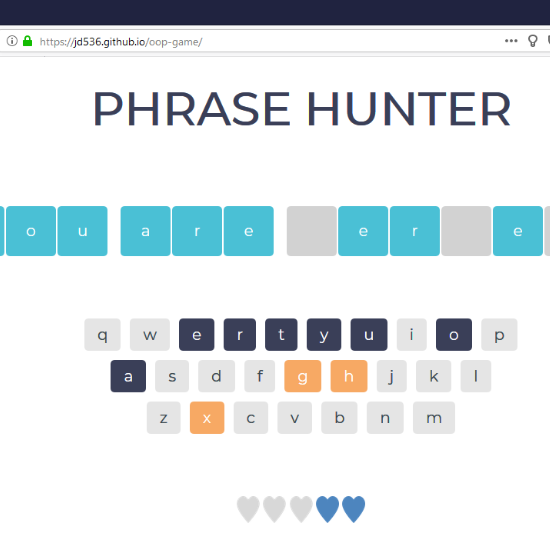 https://jd536.github.io/oop-game/
PHRASE HUNTER
o u a r e e r e
q w e r t y u i o p
a s d f g h j k l
z x c v b n m